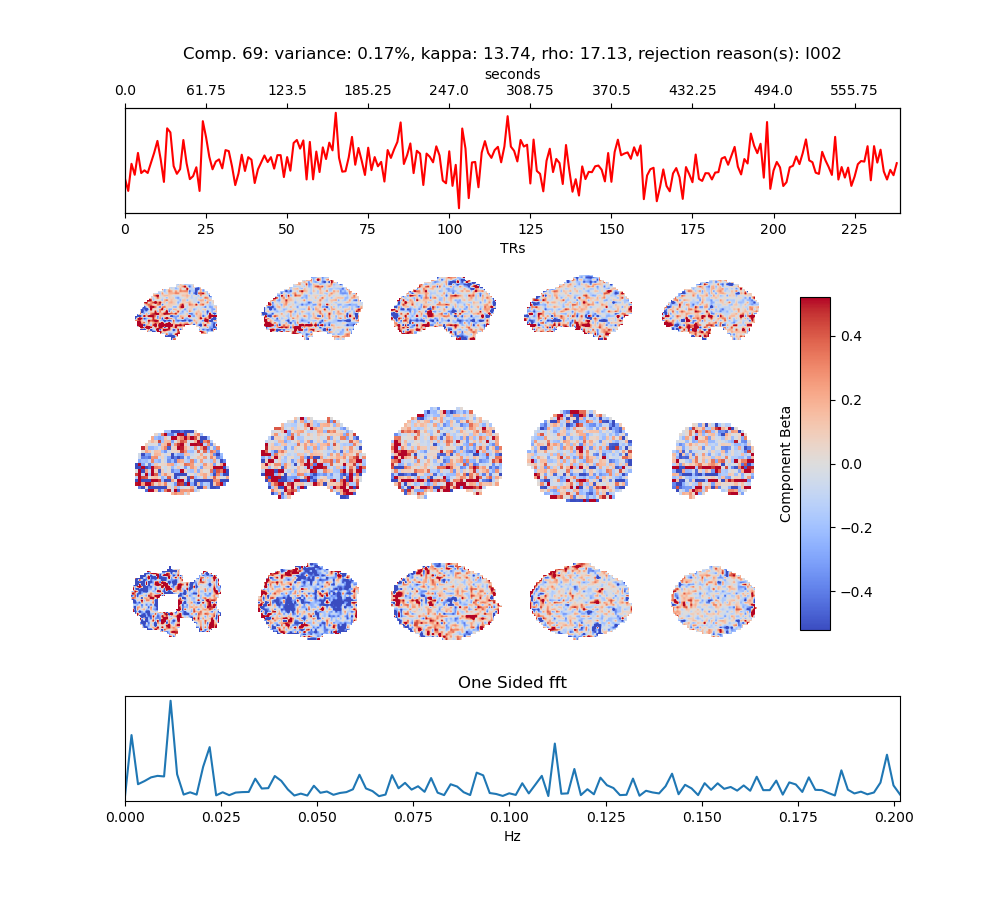 Comp. 69: variance: 0.17%, kappa: 13.74, rho: 17.13, rejection reason(s): I002
seconds
0.0 61.75 123.5 185.25 247.0 308.75 370.5 432.25 494.0 555.75
0 25 50 75 100 125 150 175 200 225
TRs
0.4
0.2
0.0
−0.2
−0.4
Component Beta
One Sided fft
0.000 0.025 0.050 0.075 0.100 0.125 0.150 0.175 0.200
Hz